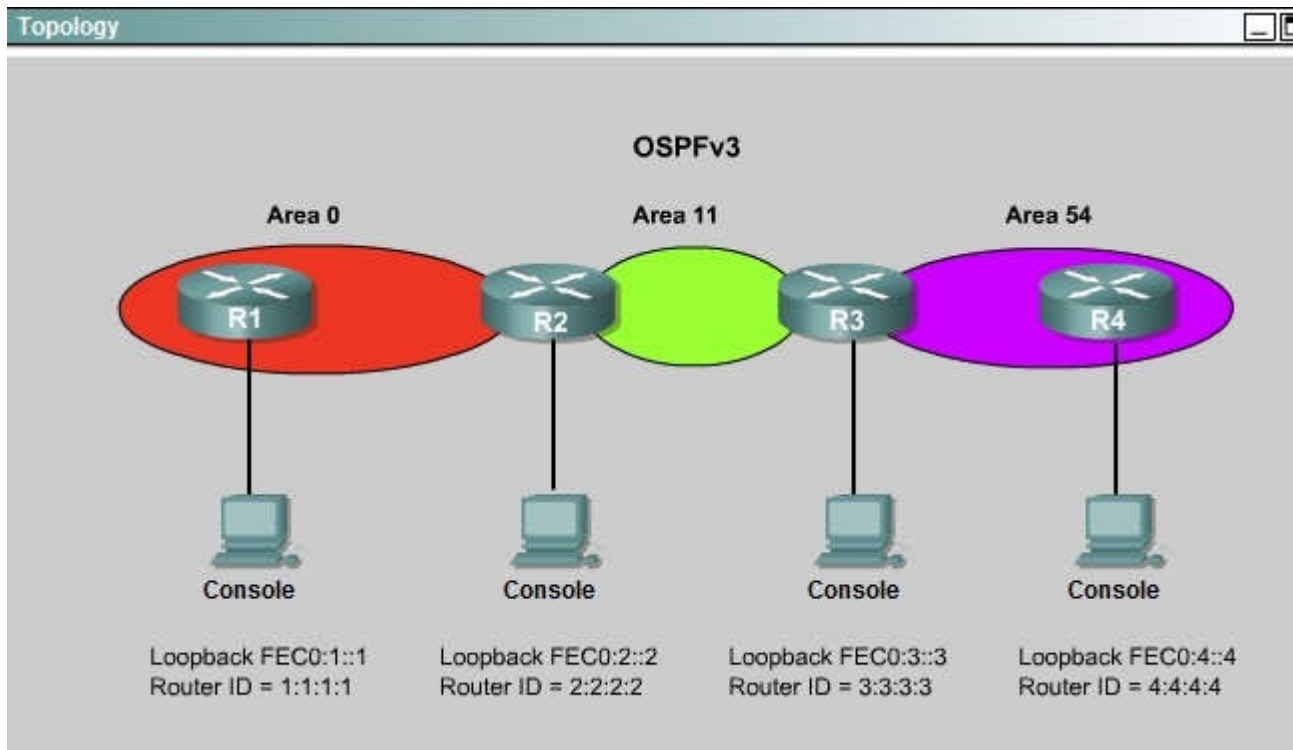 Topology
OSPFv3
Area 0
Area 11
Area 54
R1
R2
R3
R4
Console
Console
Console
Console
Loopback FEC0:1::1
Router ID = 1:1:1:1
Loopback FEC0:2::2
Router ID = 2:2:2:2
Loopback FEC0:3::3
Router ID = 3:3:3:3
Loopback FEC0:4::4
Router ID = 4:4:4:4